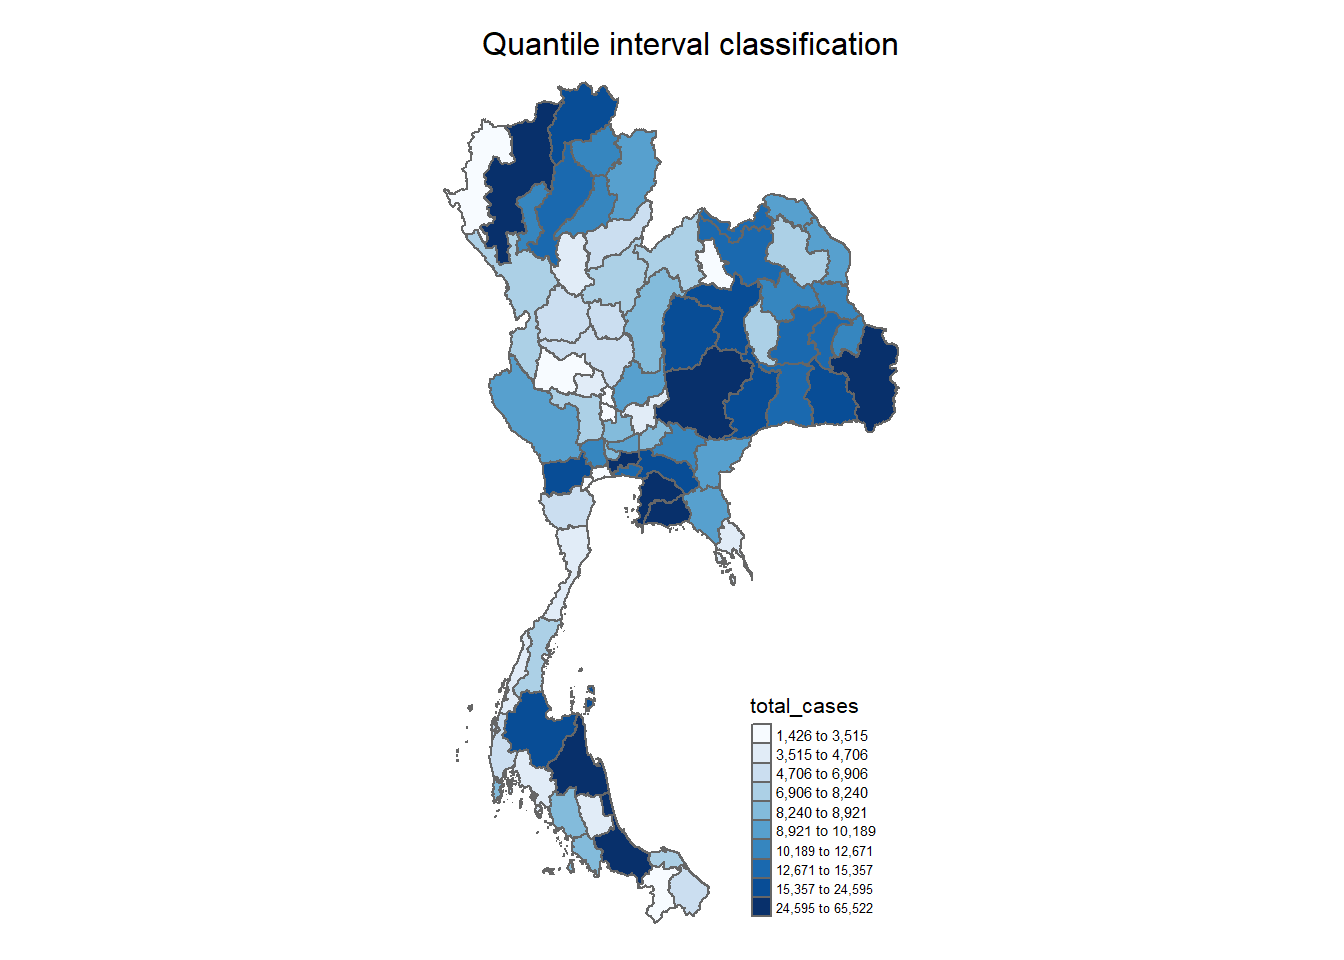 Quantile interval classification
total_cases
1,426 to 3,515
3,515 to 4,706
4,706 to 6,906
6,906 to 8,240
8,240 to 8,921
8,921 to 10,189
10,189 to 12,671
12,671 to 15,357
15,357 to 24,595
24,595 to 65,522